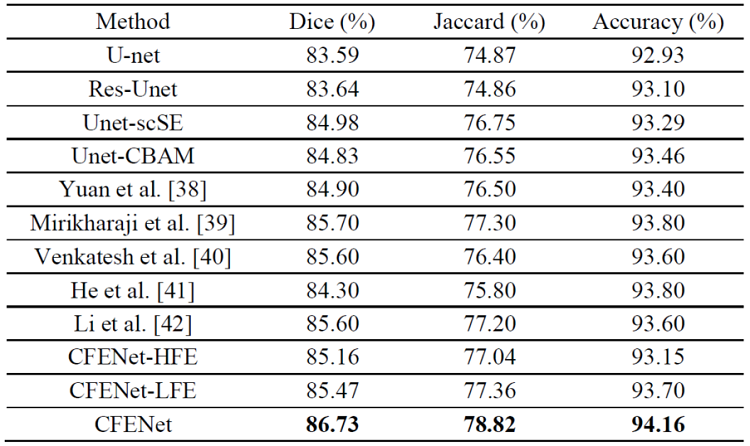 Method Dice (%) Jaccard (%) Accuracy (%)
U-net 83.59 74.87 92.93
Res-Unet 83.64 74.86 93.10
Unet-scSE 84.98 76.75 93.29
Unet-CBAM 84.83 76.55 93.46
Yuan et al. [38] 84.90 76.50 93.40
Mirikharaji et al. [39] 85.70 77.30 93.80
Venkatesh et al. [40] 85.60 76.40 93.60
He et al. [41] 84.30 75.80 93.80
Li et al. [42] 85.60 77.20 93.60
CFENet-HFE 85.16 77.04 93.15
CFENet-LFE 85.47 77.36 93.70
CFENet 86.73 78.82 94.16